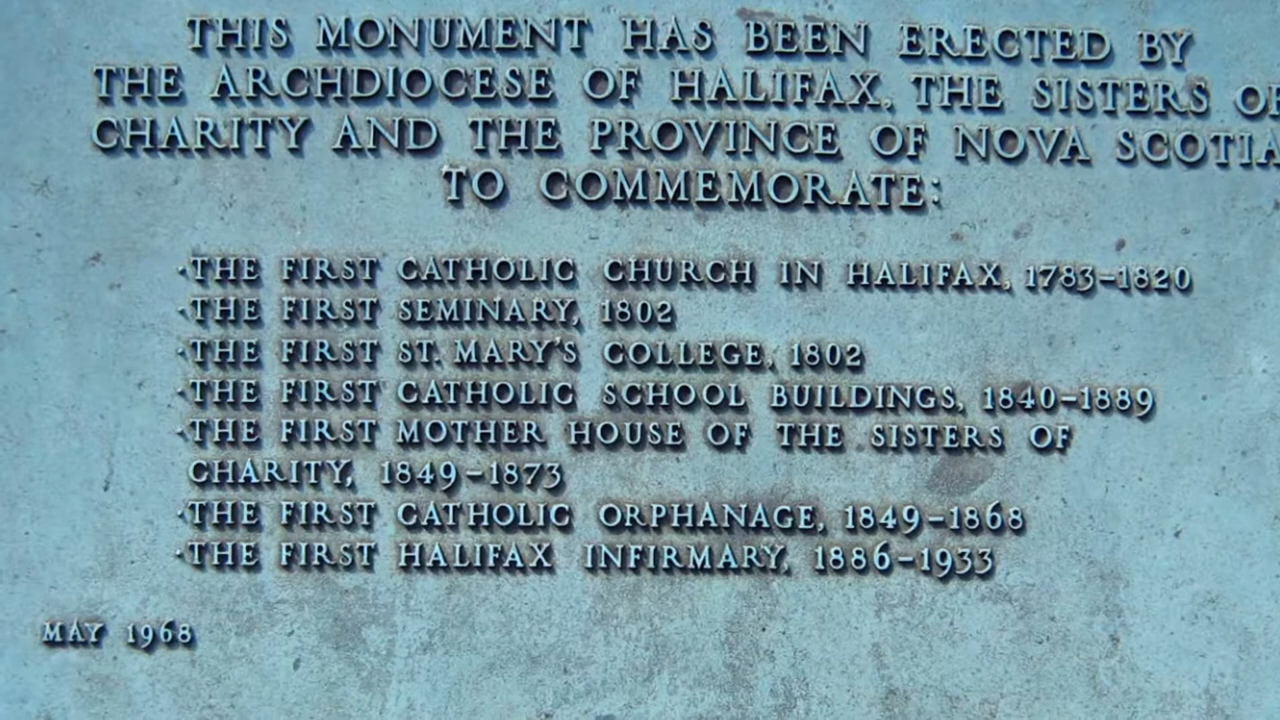 THIS MONUMENT HAS BEEN ERECTED BY
THE ARCHDIOCESE OF HALIFAX, THE SISTERS OF
CHARITY AND THE PROVINCE OF NOVA SCOTIA
TO COMMEMORATE:
·THE FIRST CATHOLIC CHURCH IN HALIFAX, 1783-1820
·THE FIRST SEMINARY, 1802
·THE FIRST ST. MARY'S COLLEGE, 1802
·THE FIRST CATHOLIC SCHOOL BUILDINGS, 1840-1889
·THE FIRST MOTHER HOUSE OF THE SISTERS OF
CHARITY, 1849-1873
·THE FIRST CATHOLIC ORPHANAGE, 1849-1868
·THE FIRST HALIFAX INFIRMARY, 1886-1933
MAY 1968